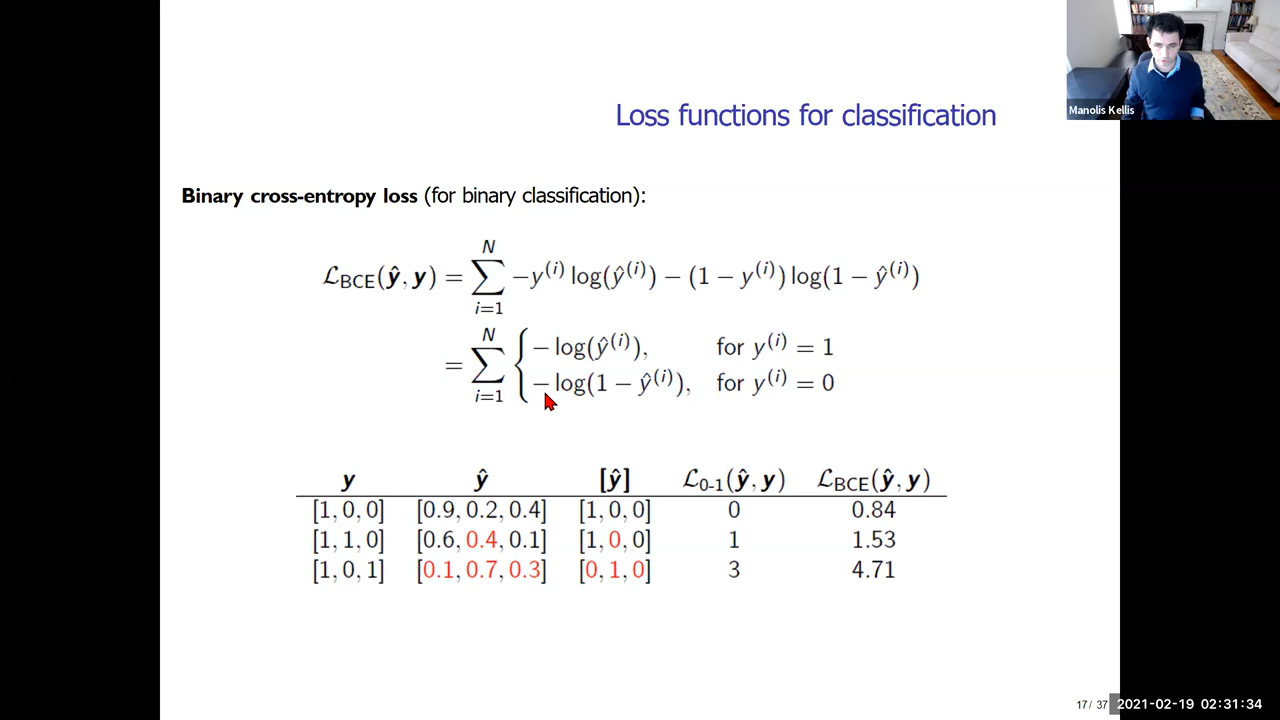 Manolis Kellis
Loss functions for classification
Binary cross-entropy loss (for binary classification):
ℒ_BCE(ŷ, y) = ∑_{i=1}^{N} −y^(i) log(ŷ^(i)) − (1 − y^(i)) log(1 − ŷ^(i))
= ∑_{i=1}^{N} { − log(ŷ^(i)), for y^(i) = 1
− log(1 − ŷ^(i)), for y^(i) = 0
y ŷ [ŷ] ℒ_0-1(ŷ, y) ℒ_BCE(ŷ, y)
[1, 0, 0] [0.9, 0.2, 0.4] [1, 0, 0] 0 0.84
[1, 1, 0] [0.6, 0.4, 0.1] [1, 0, 0] 1 1.53
[1, 0, 1] [0.1, 0.7, 0.3] [0, 1, 0] 3 4.71
17 / 37 2021-02-19 02:31:34